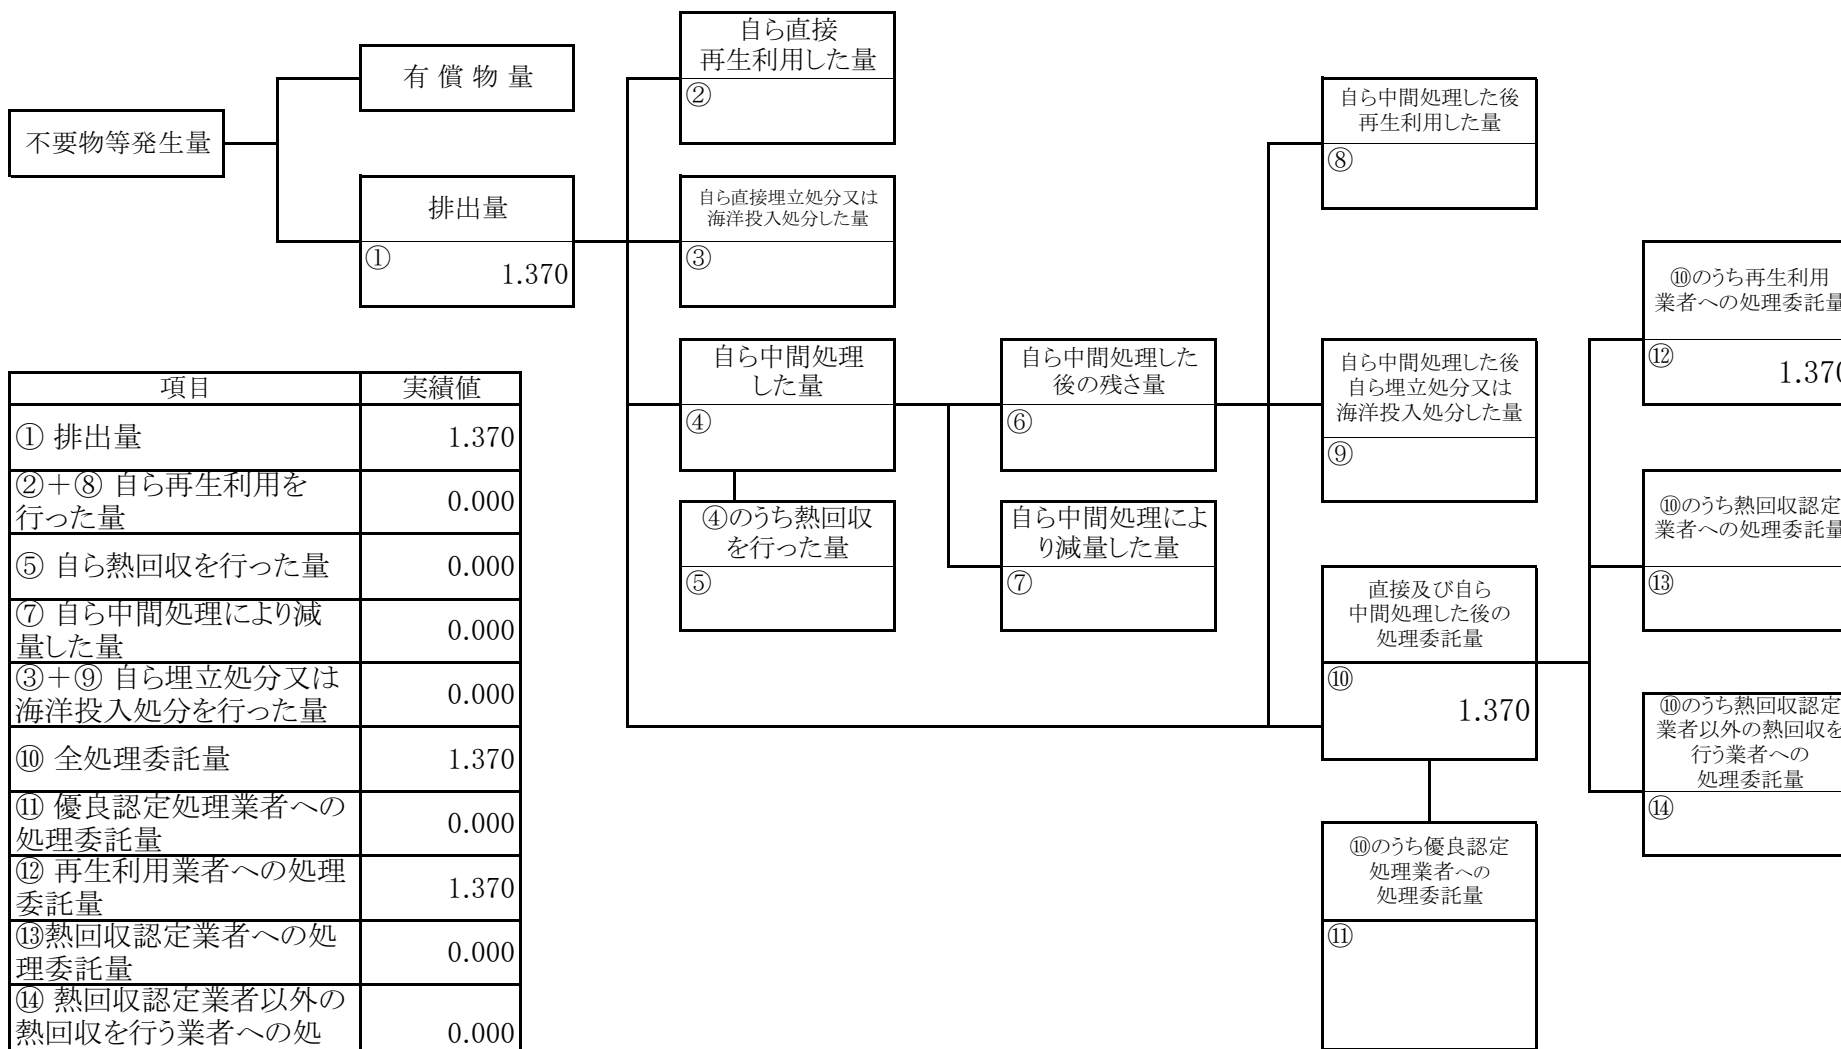 不要物等発生量
有償物量
排出量
①
1.370
自ら直接
再生利用した量
②
自ら直接埋立処分又は
海洋投入処分した量
③
自ら中間処理
した量
④
④のうち熱回収
を行った量
⑤
自ら中間処理した
後の残さ量
⑥
自ら中間処理によ
り減量した量
⑦
自ら中間処理した後
再生利用した量
⑧
自ら中間処理した後
自ら埋立処分又は
海洋投入処分した量
⑨
直接及び自ら
中間処理した後の
処理委託量
⑩
1.370
⑩のうち優良認定
処理業者への
処理委託量
⑪
⑩のうち再生利用
業者への処理委託量
⑫
1.370
⑩のうち熱回収認定
業者への処理委託量
⑬
⑩のうち熱回収認定
業者以外の熱回収を
行う業者への
処理委託量
⑭
項目 実績値
① 排出量 1.370
②+⑧ 自ら再生利用を
行った量 0.000
⑤ 自ら熱回収を行った量 0.000
⑦ 自ら中間処理により減
量した量 0.000
③+⑨ 自ら埋立処分又は
海洋投入処分を行った量 0.000
⑩ 全処理委託量 1.370
⑪ 優良認定処理業者への
処理委託量 0.000
⑫ 再生利用業者への処理
委託量 1.370
⑬熱回収認定業者への処
理委託量 0.000
⑭ 熱回収認定業者以外の
熱回収を行う業者への処 0.000